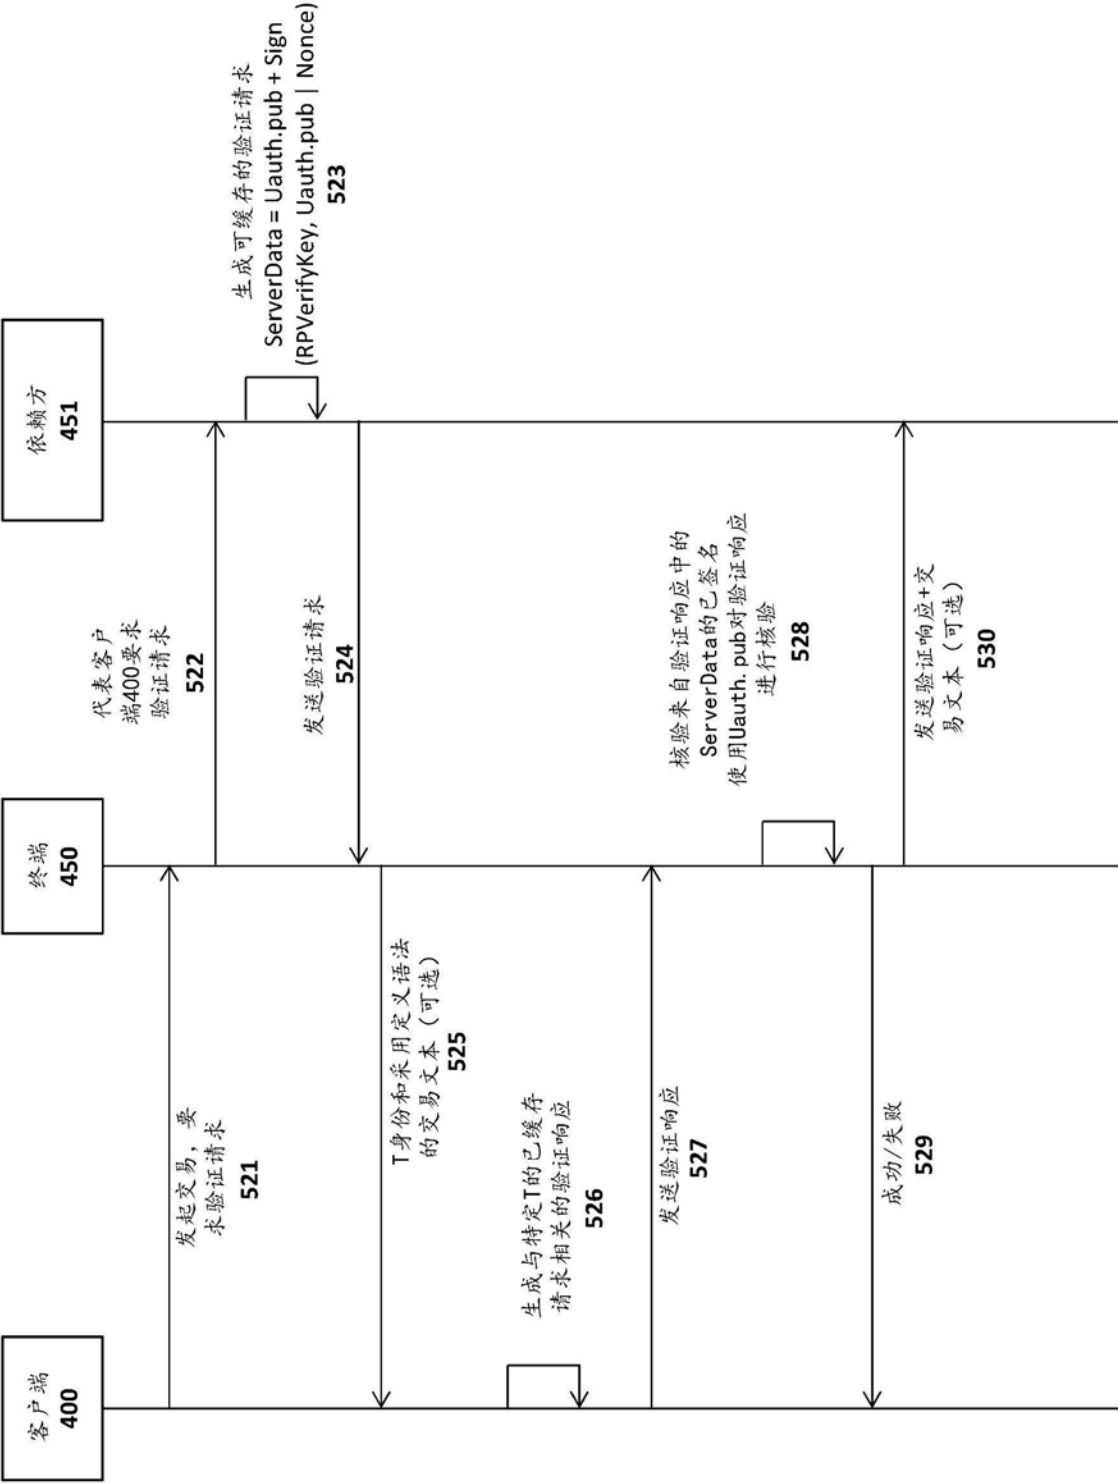 客户端
400
终端
450
依赖方
451
发起交易，要
求验证请求
521
代表客户
端400要求
验证请求
522
生成可缓存的验证请求
ServerData = Uauth.pub + Sign
(RPVerifyKey, Uauth.pub | Nonce)
523
发送验证请求
524
T身份和采用定义语法
的交易文本（可选）
525
生成与特定T的已缓存
请求相关的验证响应
526
发送验证响应
527
核验来自验证响应中的
ServerData的已签名
使用Uauth.pub对验证响应
进行核验
528
成功/失败
529
发送验证响应+交
易文本（可选）
530